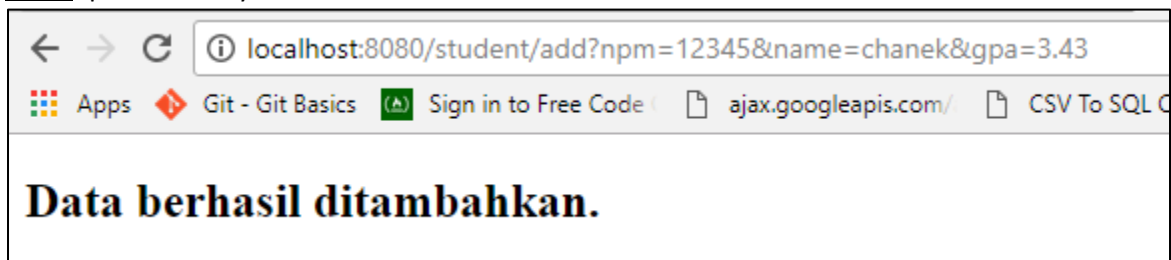 localhost:8080/student/add?npm=12345&name=chanek&gpa=3.43
Apps Git - Git Basics Sign in to Free Code ajax.googleapis.com/ CSV To SQL
Data berhasil ditambahkan.